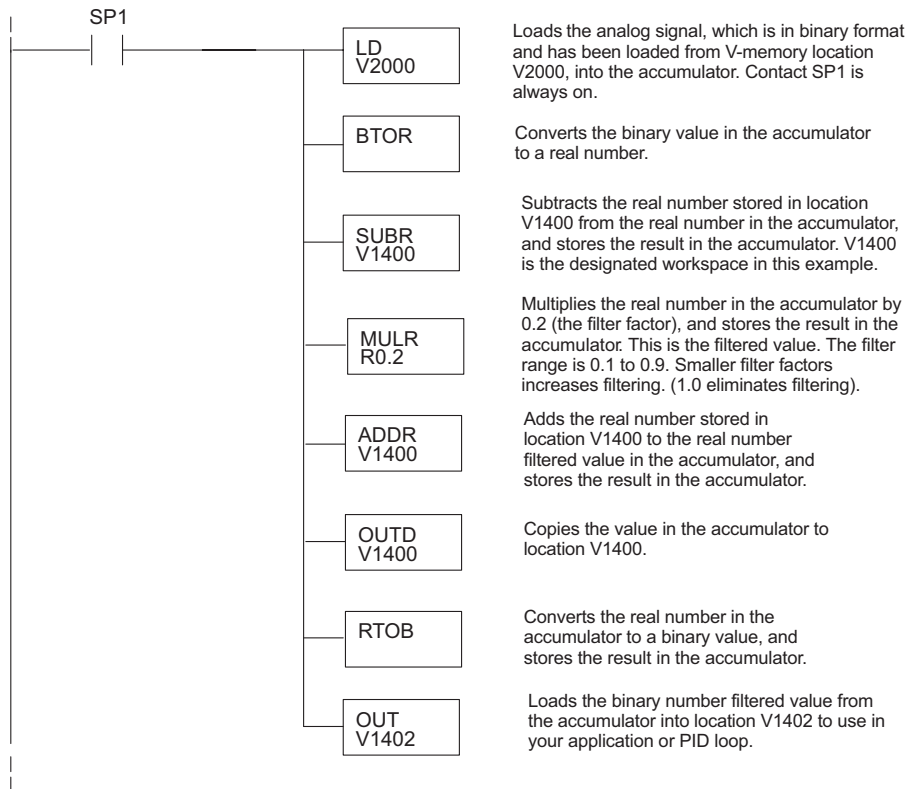 SP1
LD
V2000
Loads the analog signal, which is in binary format
and has been loaded from V-memory location
V2000, into the accumulator. Contact SP1 is
always on.
BTOR
Converts the binary value in the accumulator
to a real number.
SUBR
V1400
Subtracts the real number stored in location
V1400 from the real number in the accumulator,
and stores the result in the accumulator. V1400
is the designated workspace in this example.
MULR
R0.2
Multiplies the real number in the accumulator by
0.2 (the filter factor), and stores the result in the
accumulator. This is the filtered value. The filter
range is 0.1 to 0.9. Smaller filter factors
increases filtering. (1.0 eliminates filtering).
ADDR
V1400
Adds the real number stored in
location V1400 to the real number
filtered value in the accumulator, and
stores the result in the accumulator.
OUTD
V1400
Copies the value in the accumulator to
location V1400.
RTOB
Converts the real number in the
accumulator to a binary value, and
stores the result in the accumulator.
OUT
V1402
Loads the binary number filtered value from
the accumulator into location V1402 to use in
your application or PID loop.